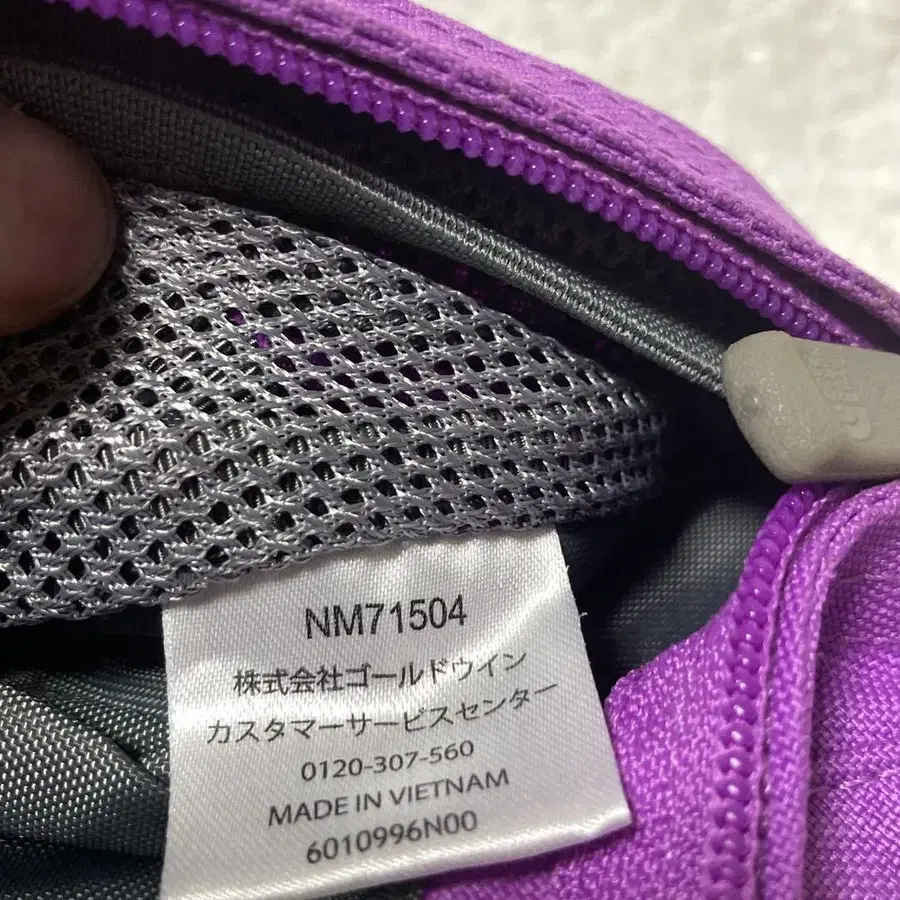 NM71504
株式会社ゴールドウイン
カスタマーサービスセンター
0120-307-560
MADE IN VIETNAM
6010996N00